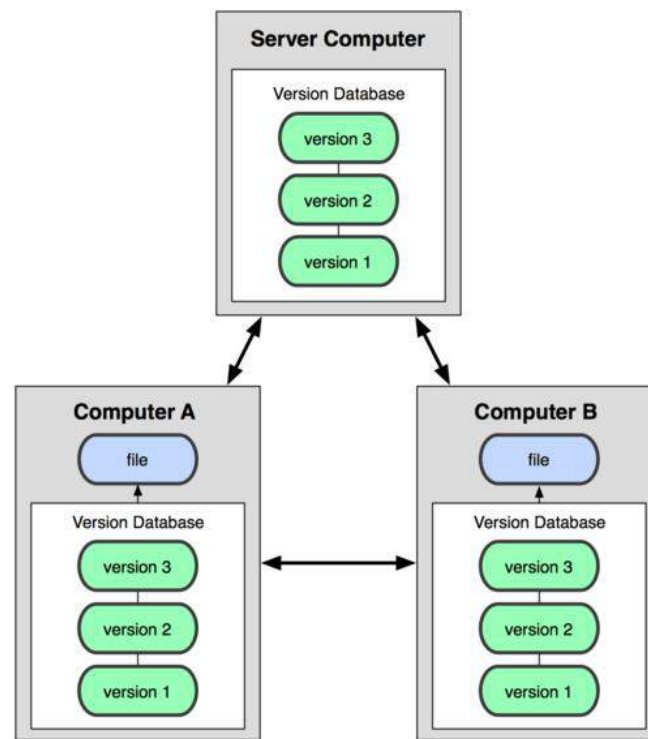 Server Computer
Version Database
version 3
version 2
version 1
Computer A
file
Version Database
version 3
version 2
version 1
Computer B
file
Version Database
version 3
version 2
version 1